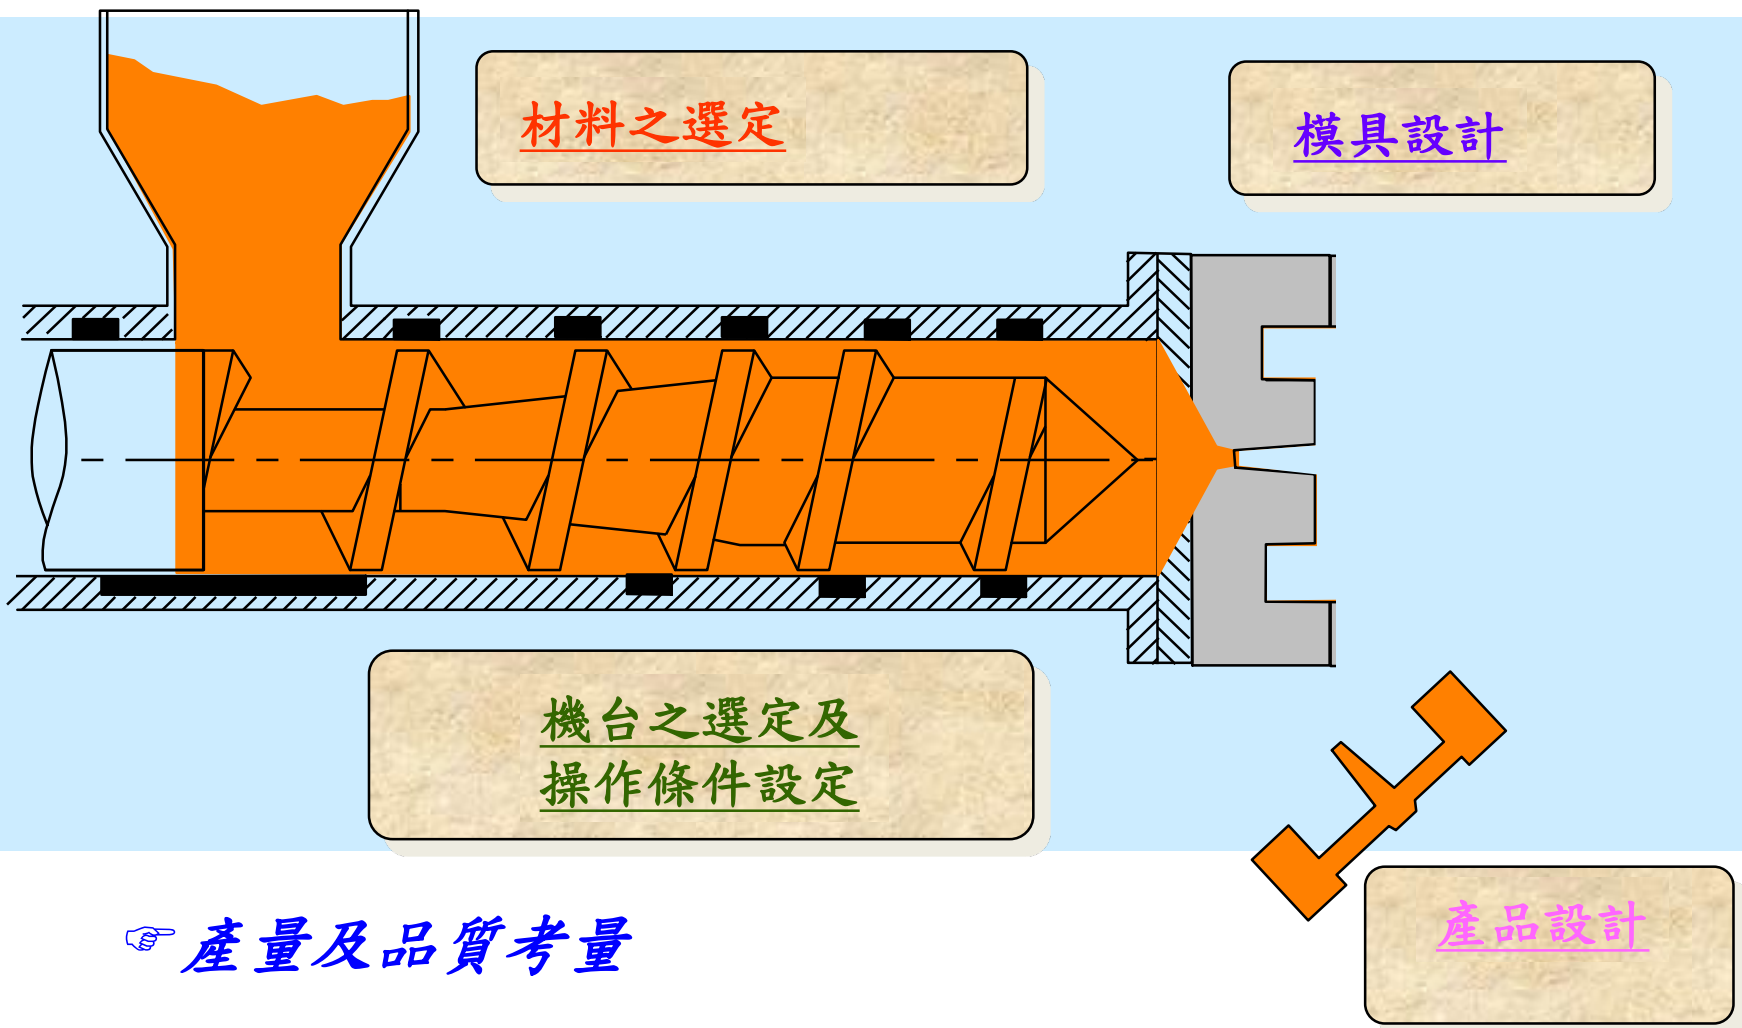 材料之選定
模具設計
機台之選定及
操作條件設定
產品設計
☞產量及品質考量